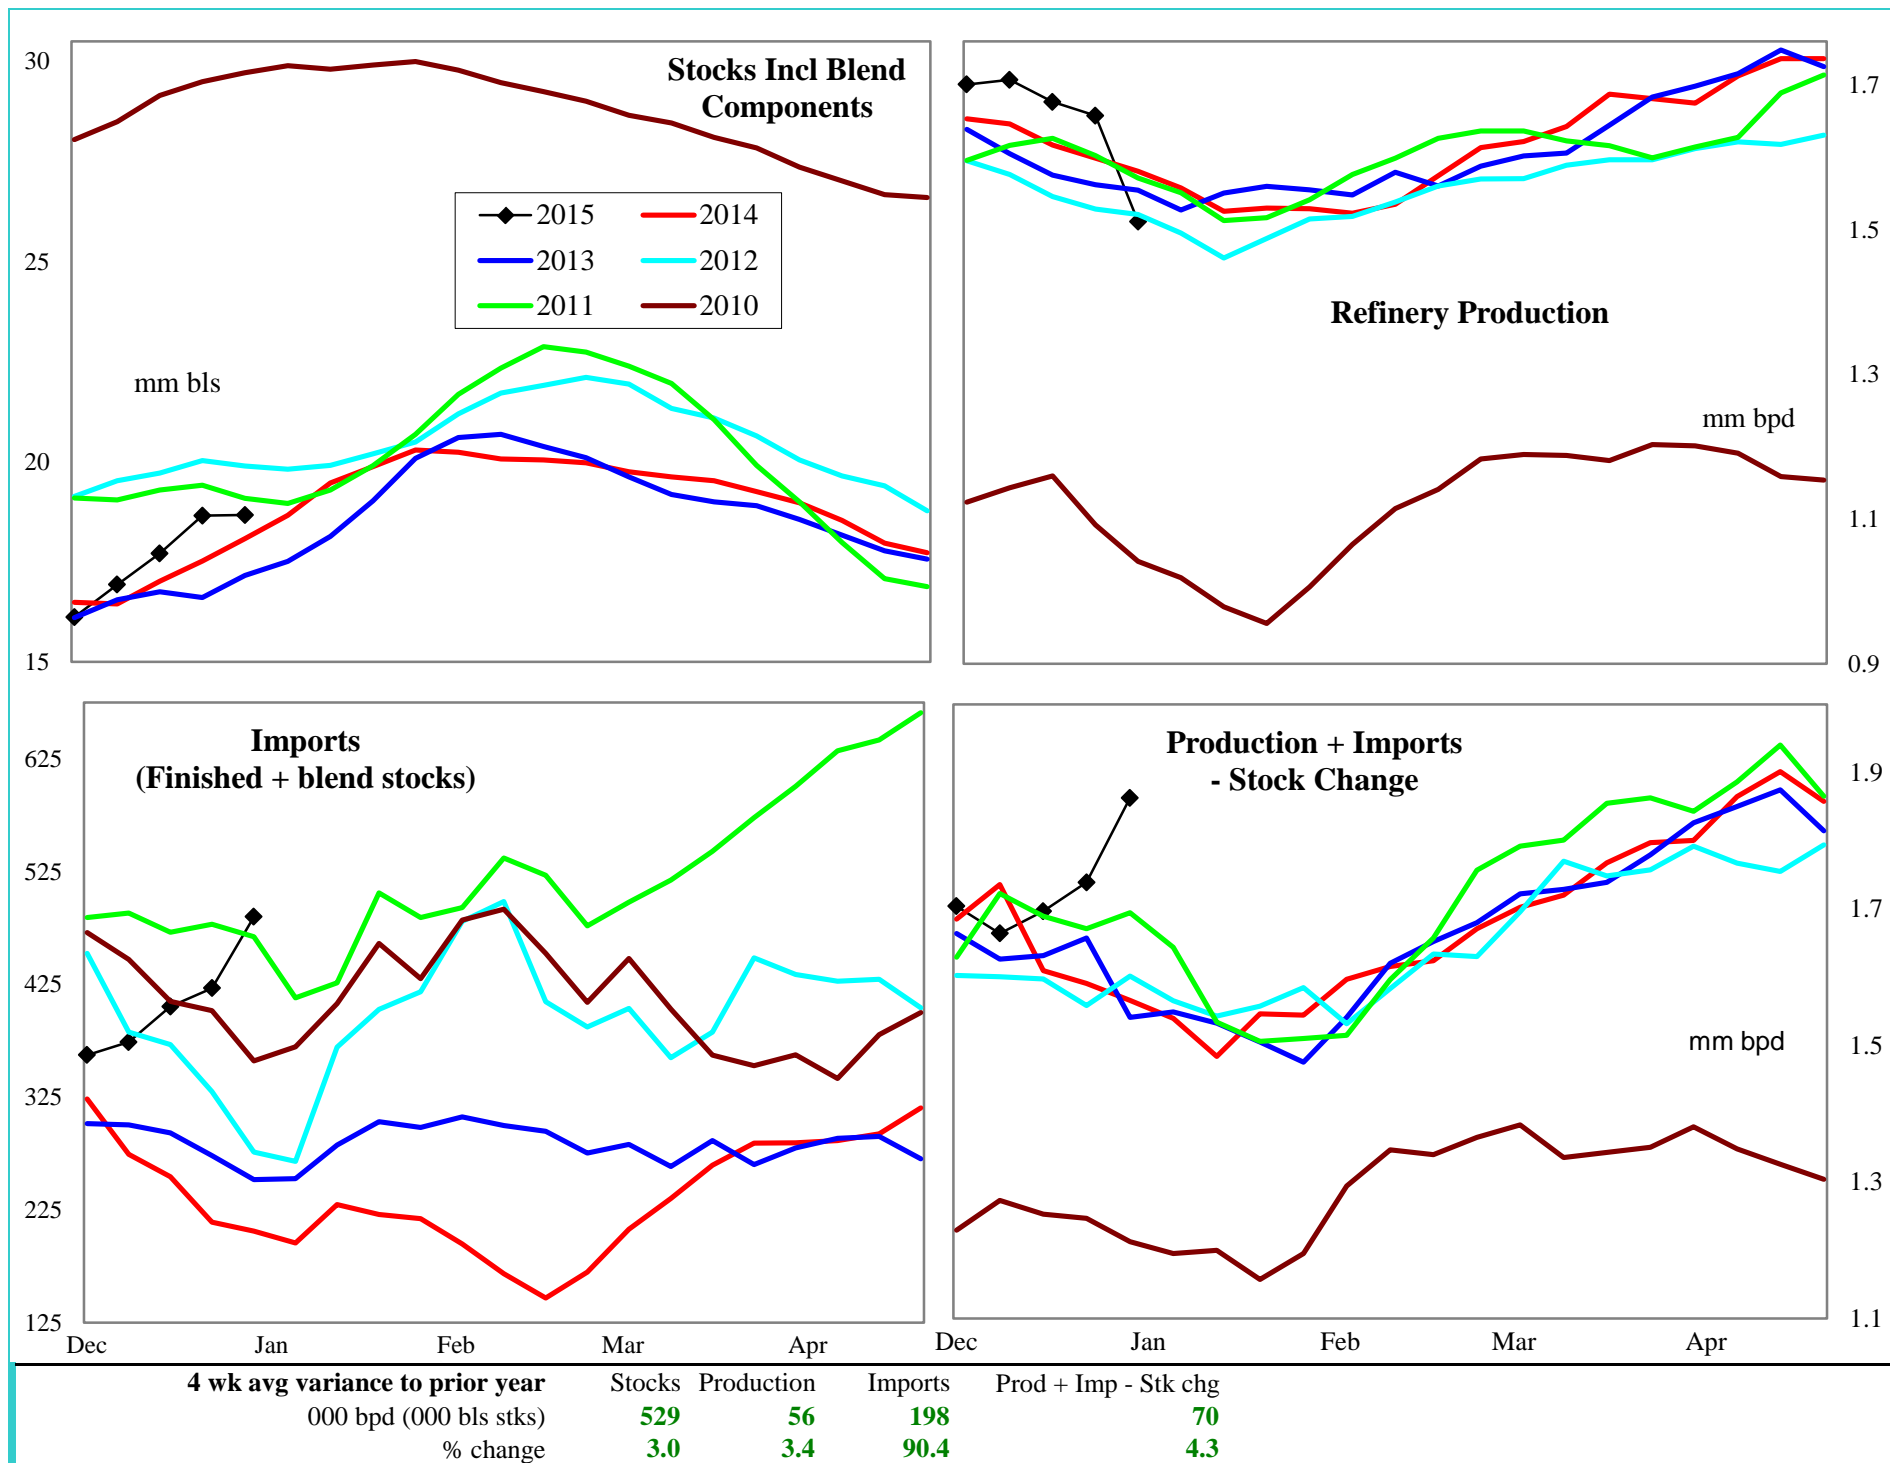 Stocks Incl Blend
Components
30
25
20
15
mm bls
2015
2014
2013
2012
2011
2010
Refinery Production
mm bpd
1.7
1.5
1.3
1.1
0.9
Imports
(Finished + blend stocks)
625
525
425
325
225
125
Dec Jan Feb Mar Apr
Production + Imports
- Stock Change
mm bpd
1.9
1.7
1.5
1.3
1.1
Dec Jan Feb Mar Apr
4 wk avg variance to prior year Stocks Production Imports Prod + Imp - Stk chg
000 bpd (000 bls stks) 529 56 198 70
% change 3.0 3.4 90.4 4.3